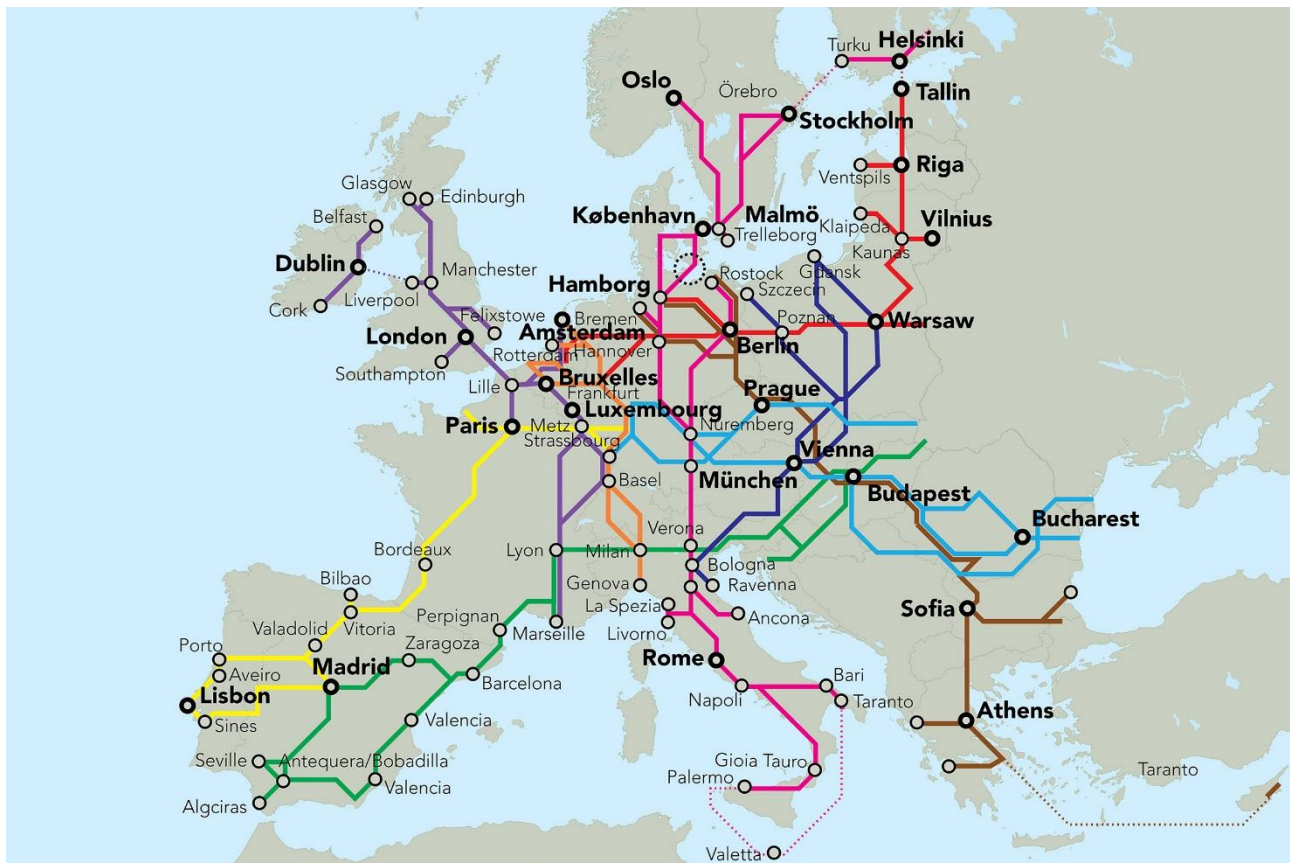 Turku
Helsinki
Oslo
Örebro
Tallin
Stockholm
Glasgow
Edinburgh
Ventspils
Riga
Belfast
København
Malmö
Trelleborg
Klaipeda
Vilnius
Kaunas
Dublin
Manchester
Liverpool
Hamborg
Rostock
Gdansk
Szczecin
Cork
Felixstowe
Bremen
Poznan
Warsaw
London
Amsterdam
Berlin
Rotterdam
Hannover
Southampton
Lille
Bruxelles
Frankfurt
Prague
Luxembourg
Paris
Metz
Nuremberg
Strasbourg
Vienna
Basel
München
Budapest
Bucharest
Verona
Bordeaux
Lyon
Milan
Bologna
Bilbao
Genova
Ravenna
La Spezia
Sofia
Perpignan
Ancona
Valadolid
Vitoria
Marseille
Livorno
Porto
Zaragoza
Rome
Aveiro
Madrid
Barcelona
Bari
Lisbon
Napoli
Taranto
Sines
Valencia
Athens
Seville
Antequera/Bobadilla
Gioia Tauro
Taranto
Palermo
Valencia
Algciras
Valetta